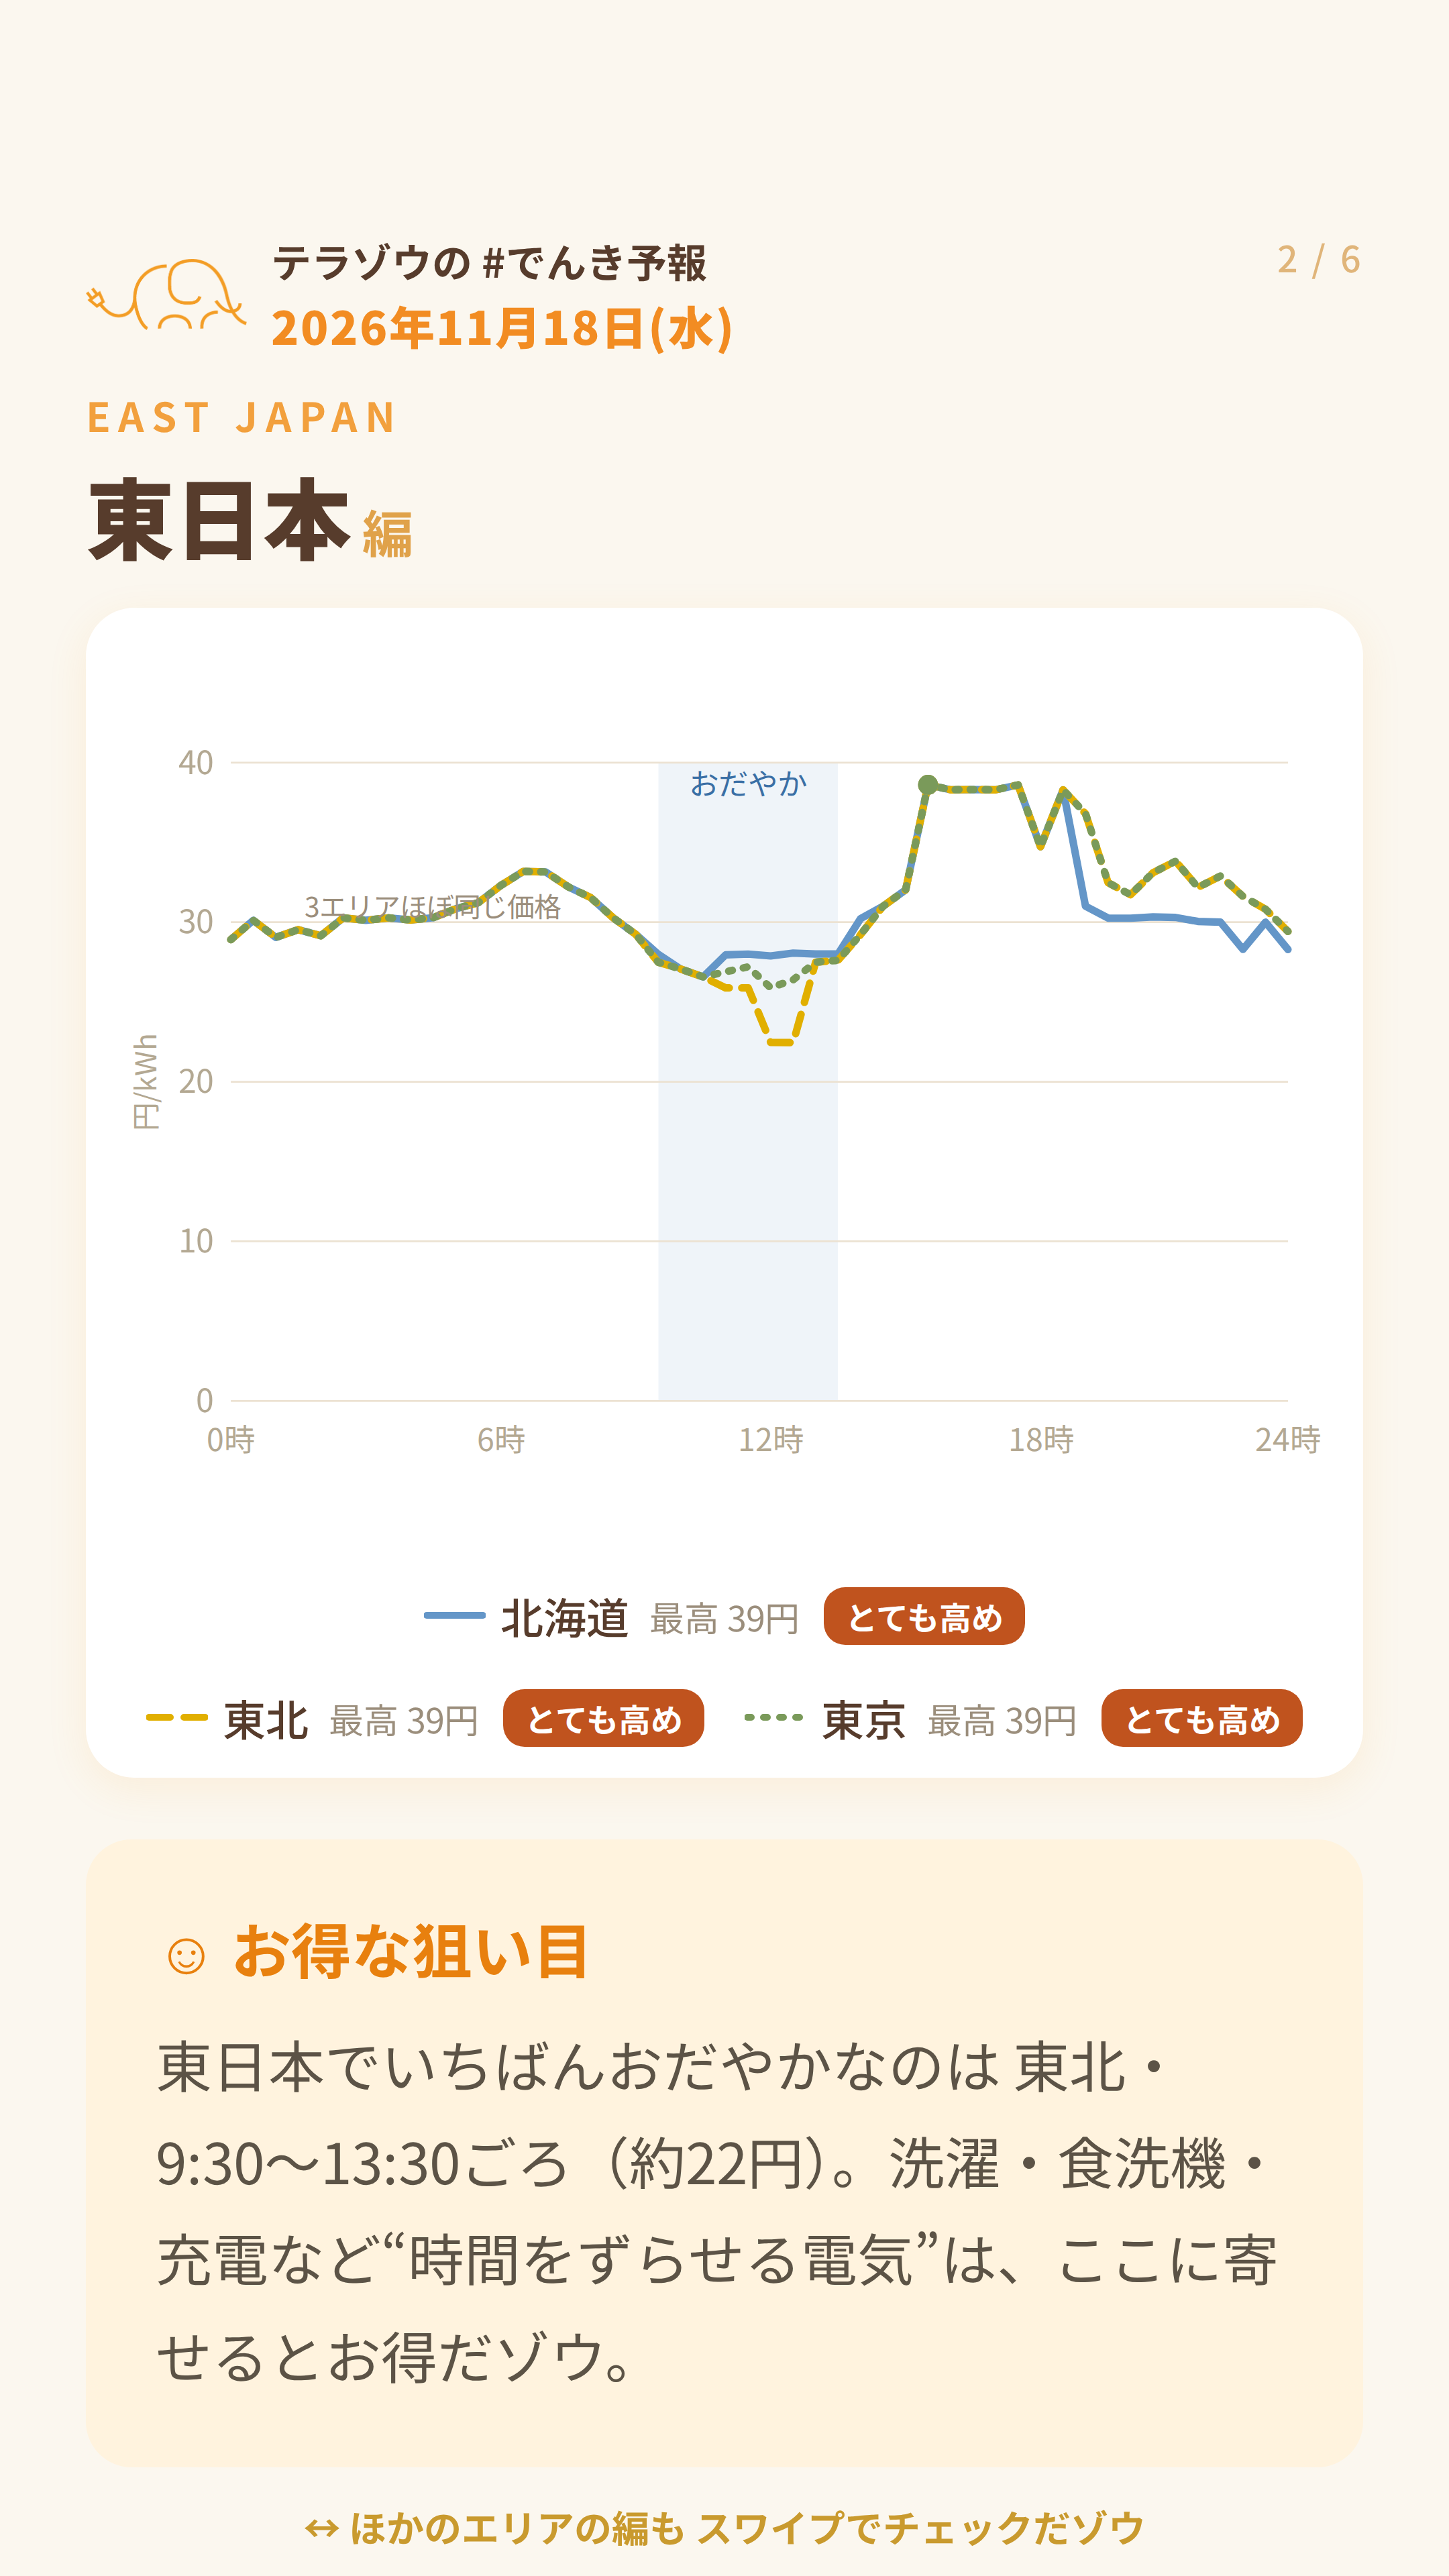 テラゾウの #でんき予報
2026年11月18日(水)
2 / 6
EAST JAPAN
東日本 編
40
おだやか
3エリアほぼ同じ価格
30
円/kWh
20
10
0
0時 6時 12時 18時 24時
北海道 最高 39円 とても高め
東北 最高 39円 とても高め 東京 最高 39円 とても高め
☺ お得な狙い目
東日本でいちばんおだやかなのは 東北・
9:30〜13:30ごろ（約22円）。洗濯・食洗機・
充電など“時間をずらせる電気”は、ここに寄
せるとお得だゾウ。
↔ ほかのエリアの編も スワイプでチェックだゾウ